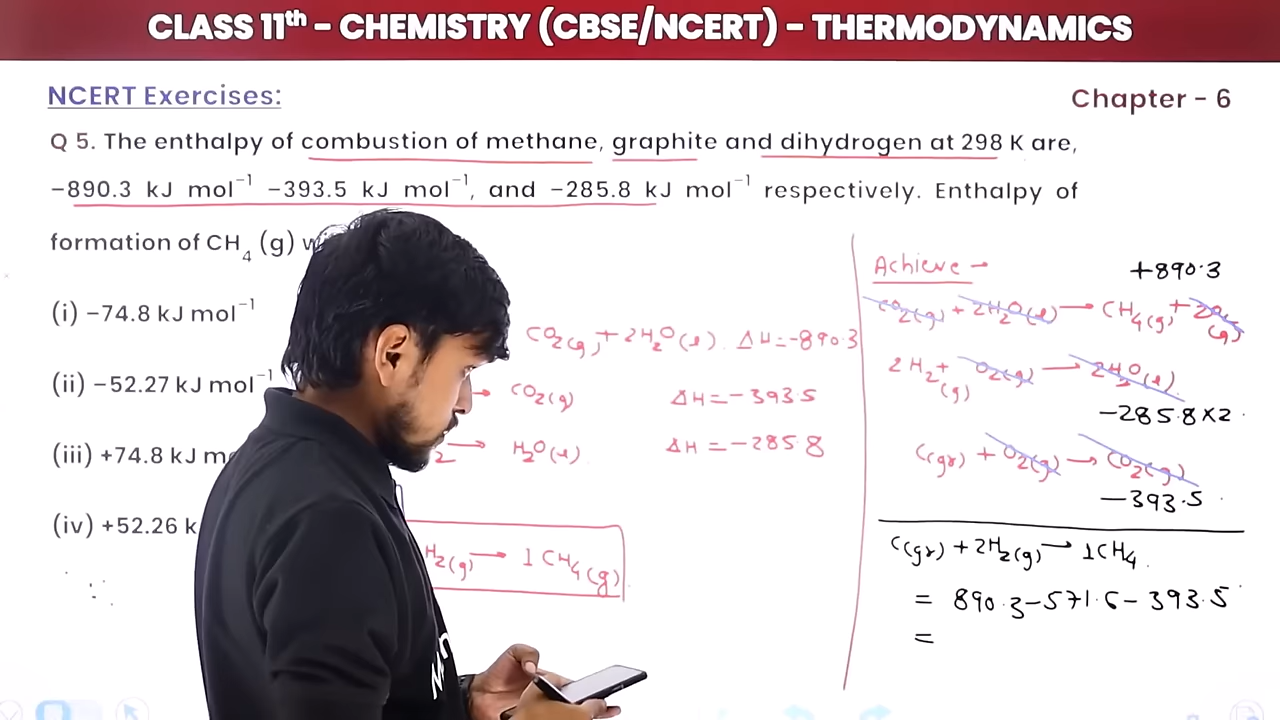 CLASS 11th - CHEMISTRY (CBSE/NCERT) - THERMODYNAMICS
NCERT Exercises:
Chapter - 6
Q 5. The enthalpy of combustion of methane, graphite and dihydrogen at 298 K are,
-890.3 kJ mol⁻¹ -393.5 kJ mol⁻¹, and -285.8 kJ mol⁻¹ respectively. Enthalpy of
formation of CH₄ (g)
(i) -74.8 kJ mol⁻¹
(ii) -52.27 kJ mol⁻¹
(iii) +74.8 kJ
(iv) +52.26
CO₂(g) + 2H₂O(l) ΔH = -890.3
→ CO₂(g) ΔH = -393.5
2 → H₂O(l) ΔH = -285.8
H₂(g) → 1CH₄(g)
Achieve →
+890.3
CO₂(g) + 2H₂O(l) → CH₄(g) + 2O₂(g)
2H₂(g) + O₂(g) → 2H₂O(l)
-285.8×2
C(gr) + O₂(g) → CO₂(g)
-393.5
C(gr) + 2H₂(g) → 1CH₄
= 890.3-571.6-393.5
=